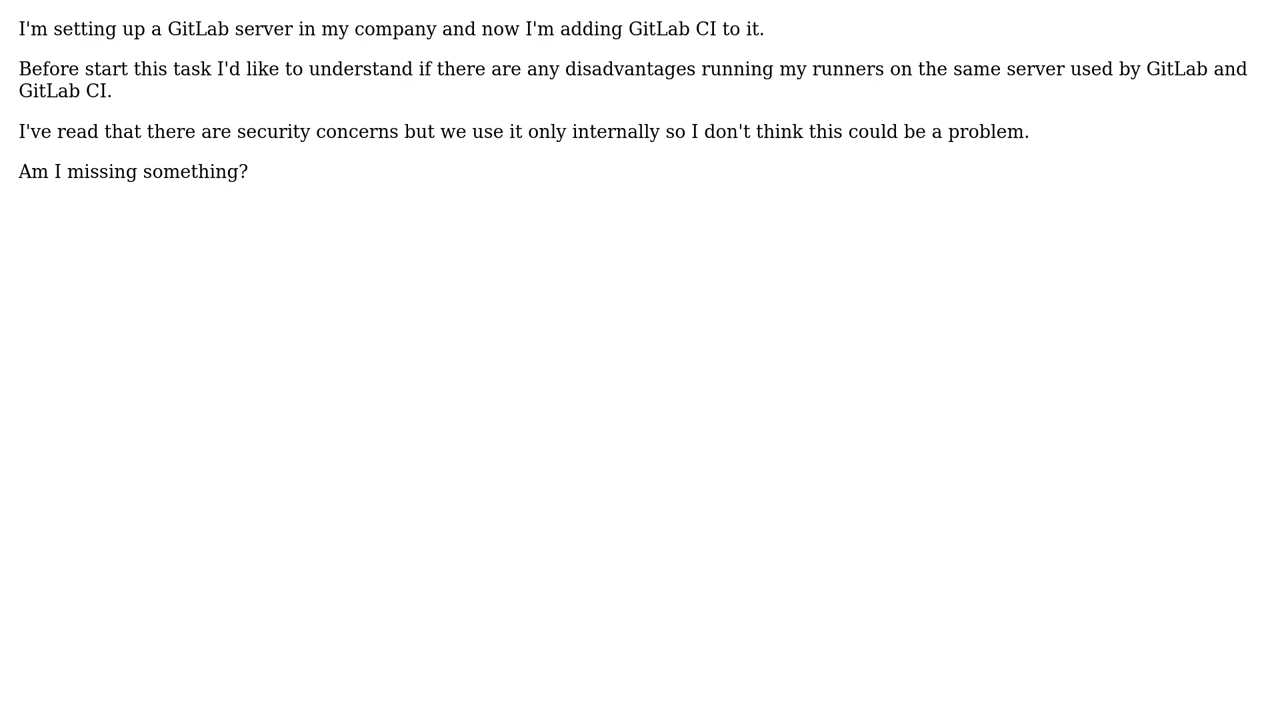 I'm setting up a GitLab server in my company and now I'm adding GitLab CI to it.
Before start this task I'd like to understand if there are any disadvantages running my runners on the same server used by GitLab and
GitLab CI.
I've read that there are security concerns but we use it only internally so I don't think this could be a problem.
Am I missing something?